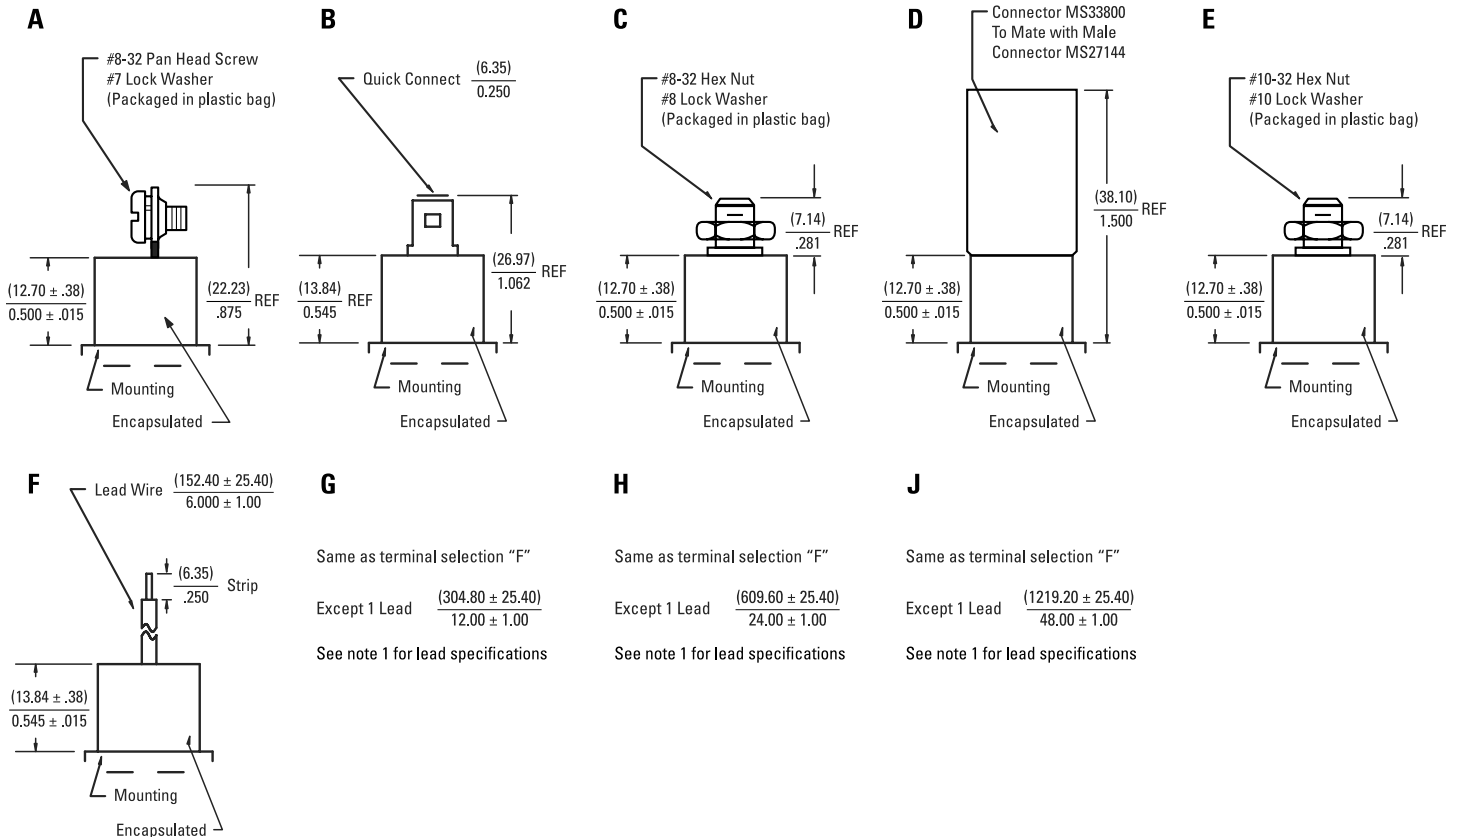 A
#8-32 Pan Head Screw
#7 Lock Washer
(Packaged in plastic bag)
(12.70 ± .38)
0.500 ± .015
(22.23)
.875
REF
Mounting
Encapsulated
B
Quick Connect
(6.35)
0.250
(13.84)
0.545
REF
(26.97)
1.062
REF
Mounting
Encapsulated
C
#8-32 Hex Nut
#8 Lock Washer
(Packaged in plastic bag)
(7.14)
.281
REF
(12.70 ± .38)
0.500 ± .015
Mounting
Encapsulated
D
Connector MS33800
To Mate with Male
Connector MS27144
(38.10)
1.500
REF
(12.70 ± .38)
0.500 ± .015
Mounting
Encapsulated
E
#10-32 Hex Nut
#10 Lock Washer
(Packaged in plastic bag)
(7.14)
.281
REF
(12.70 ± .38)
0.500 ± .015
Mounting
Encapsulated
F
Lead Wire
(152.40 ± 25.40)
6.000 ± 1.00
(6.35)
.250
Strip
(13.84 ± .38)
0.545 ± .015
Mounting
Encapsulated
G
Same as terminal selection “F”
Except 1 Lead
(304.80 ± 25.40)
12.00 ± 1.00
See note 1 for lead specifications
H
Same as terminal selection “F”
Except 1 Lead
(609.60 ± 25.40)
24.00 ± 1.00
See note 1 for lead specifications
J
Same as terminal selection “F”
Except 1 Lead
(1219.20 ± 25.40)
48.00 ± 1.00
See note 1 for lead specifications